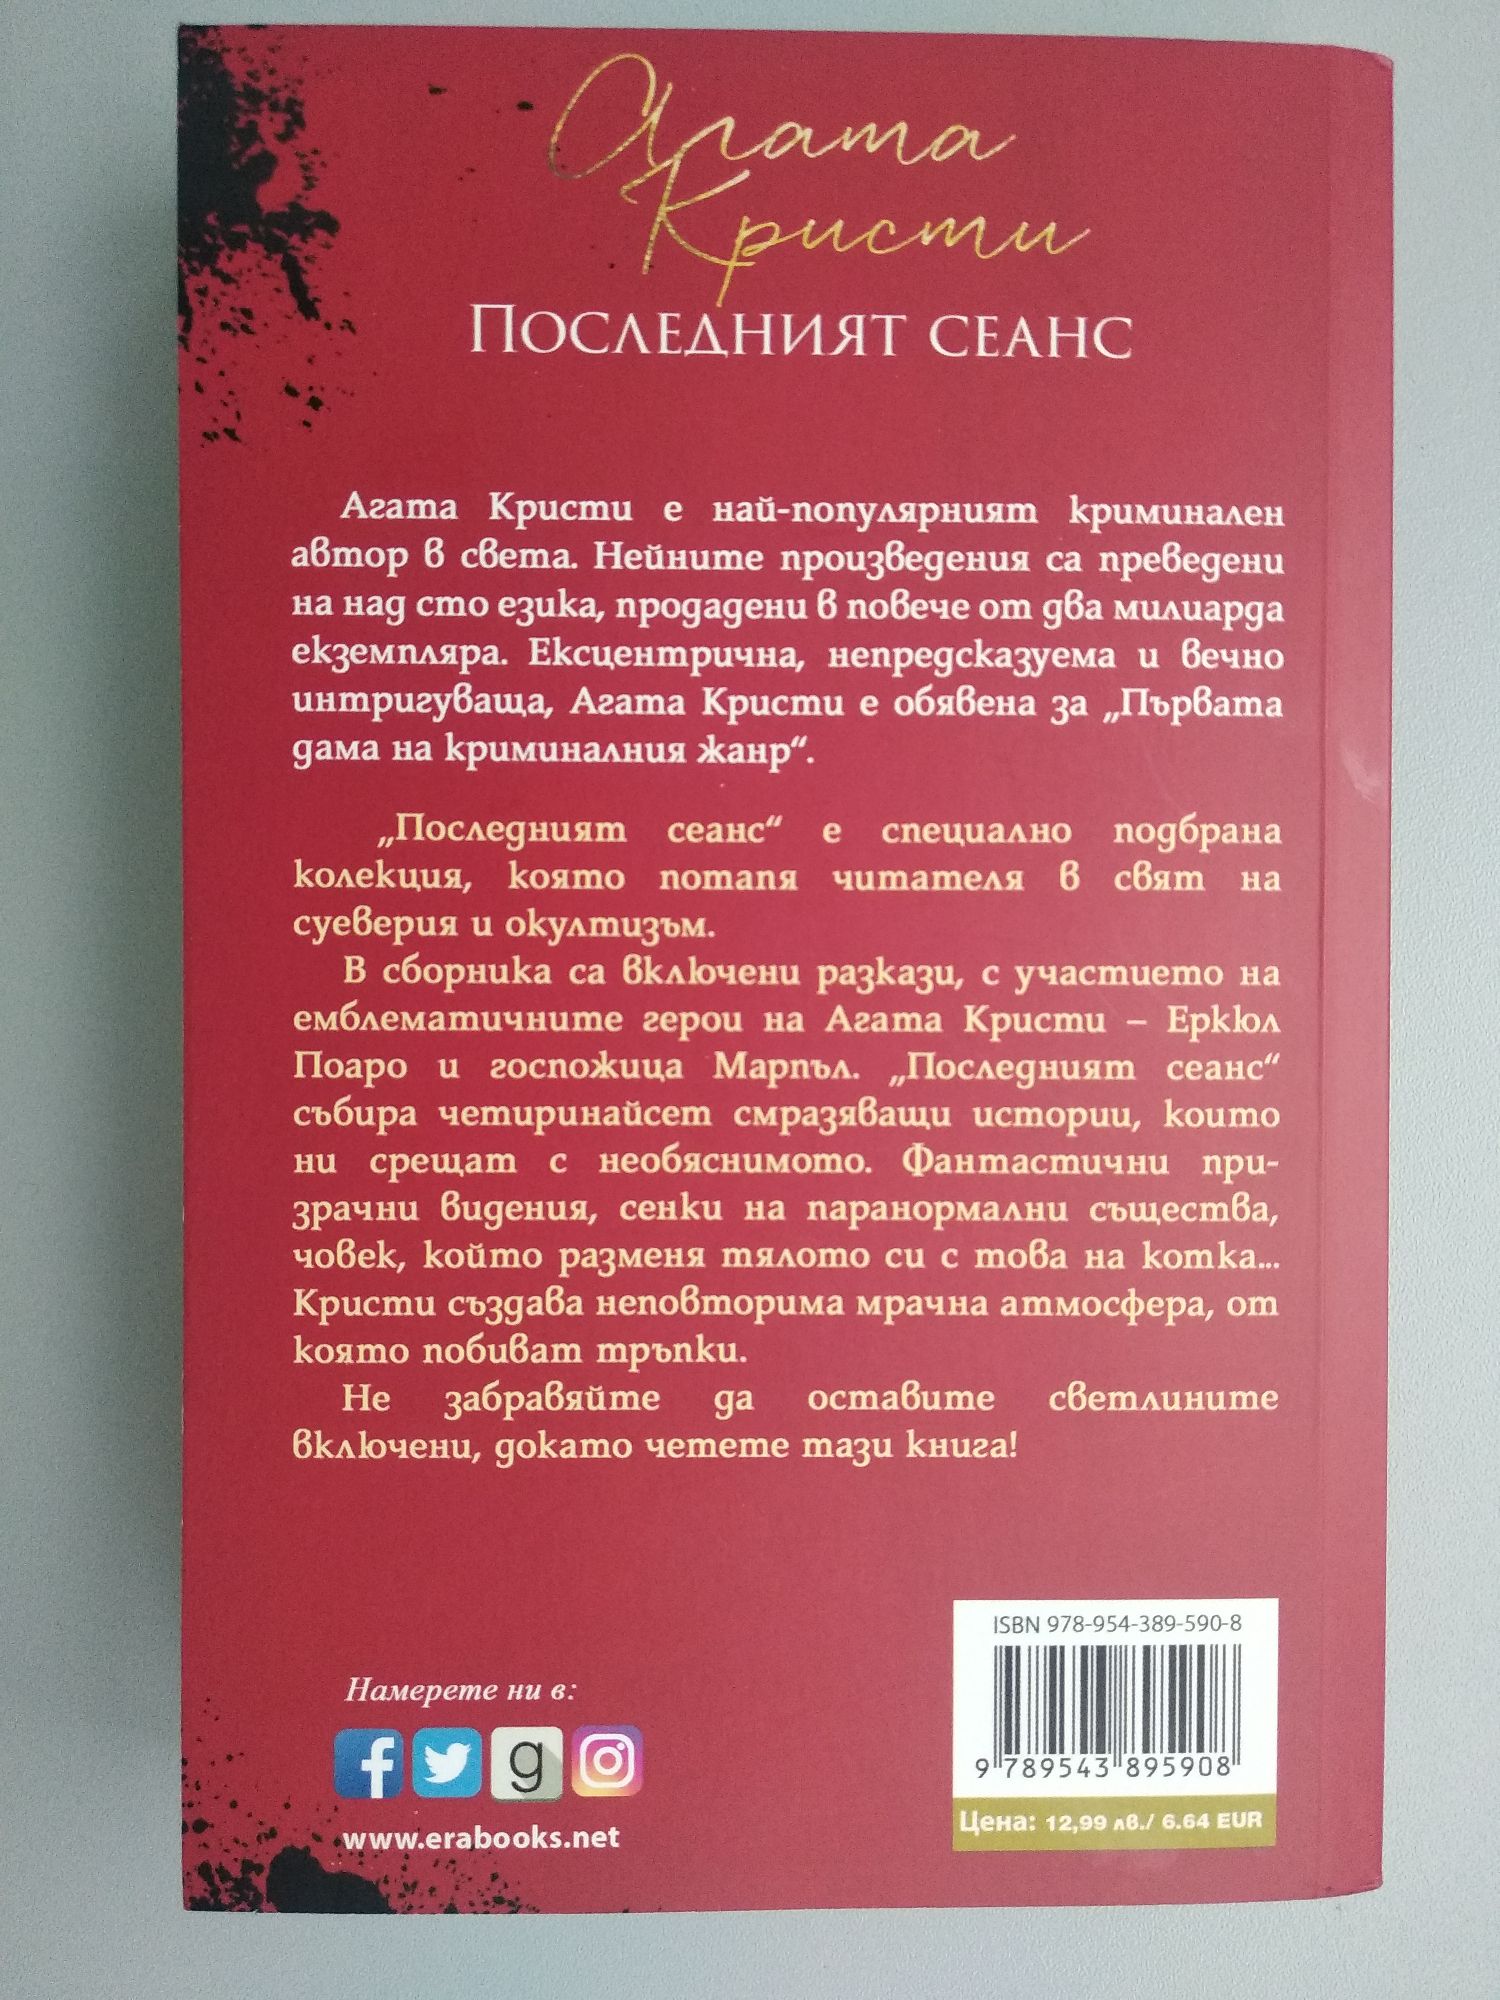 Агата
Кристи
Последният сеанс
Агата Кристи е най-популярният криминален
автор в света. Нейните произведения са преведени
на над сто езика, продадени в повече от два милиарда
екземпляра. Ексцентрична, непредсказуема и вечно
интригуваща, Агата Кристи е обявена за „Първата
дама на криминалния жанр“.
„Последният сеанс“ е специално подбрана
колекция, която потапя читателя в свят на
суеверия и окултизъм.
В сборника са включени разкази, с участието на
емблематичните герои на Агата Кристи – Еркюл
Поаро и госпожица Марпъл. „Последният сеанс“
събира четиринайсет смразяващи истории, които
ни срещат с необяснимото. Фантастични при-
зрачни видения, сенки на паранормални същества,
човек, който разменя тялото си с това на котка...
Кристи създава неповторима мрачна атмосфера, от
която побиват тръпки.
Не забравяйте да оставите светлините
включени, докато четете тази книга!
ISBN 978-954-389-590-8
9 789543 895908
Цена: 12,99 лв./ 6.64 EUR
Намерете ни в:
f g
www.erabooks.net